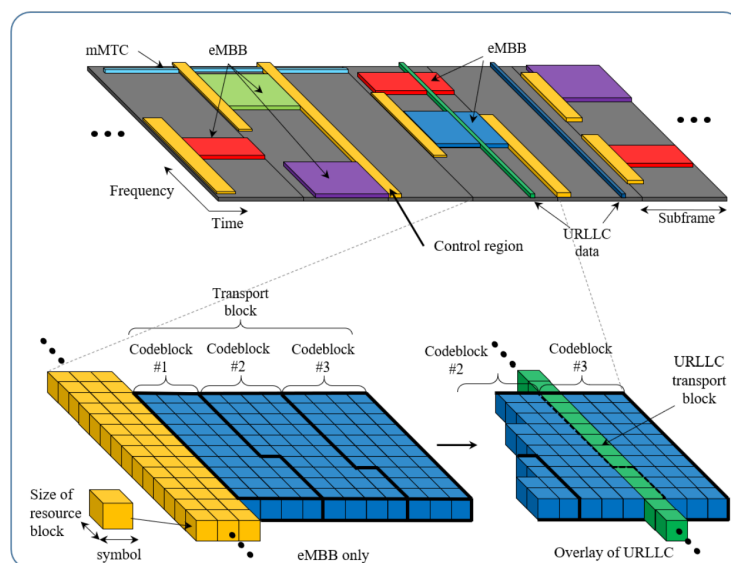 mMTC
eMBB
eMBB
Frequency
Time
Control region
URLLC
data
Subframe
Transport
block
Codeblock
#1
Codeblock
#2
Codeblock
#3
Codeblock
#2
Codeblock
#3
URLLC
transport
block
Size of
resource
block
symbol
eMBB only
Overlay of URLLC